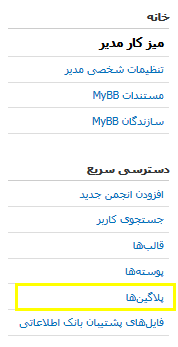 خانه
میز کار مدیر
تنظیمات شخصی مدیر
مستندات MyBB
سازندگان MyBB
دسترسی سریع
افزودن انجمن جدید
جستجوی کاربر
قالب‌ها
پوسته‌ها
پلاگین‌ها
فایل‌های پشتیبان بانک اطلاعاتی